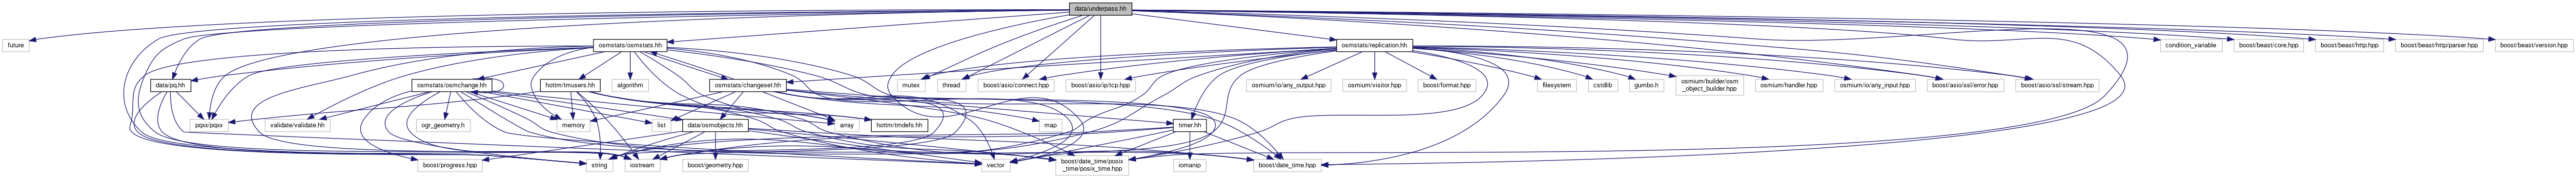 data/underpass.hh
future
osmstats/osmstats.hh
osmstats/replication.hh
condition_variable
boost/beast/core.hpp
boost/beast/http.hpp
boost/beast/http/parser.hpp
boost/beast/version.hpp
data/pq.hh
osmstats/osmchange.hh
hottm/tmusers.hh
algorithm
osmstats/changeset.hh
mutex
thread
boost/asio/connect.hpp
boost/asio/ip/tcp.hpp
osmium/io/any_output.hpp
osmium/visitor.hpp
boost/format.hpp
filesystem
cstdlib
gumbo.h
osmium/builder/osm
_object_builder.hpp
osmium/handler.hpp
osmium/io/any_input.hpp
boost/asio/ssl/error.hpp
boost/asio/ssl/stream.hpp
pqxx/pqxx
validate/validate.hh
ogr_geometry.h
memory
list
data/osmobjects.hh
array
hottm/tmdefs.hh
map
timer.hh
boost/progress.hpp
string
iostream
boost/geometry.hpp
vector
boost/date_time/posix
_time/posix_time.hpp
iomanip
boost/date_time.hpp